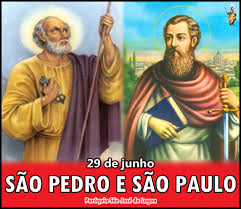 29 de junho
SÃO PEDRO E SÃO PAULO
Paróquia São José da Lagoa